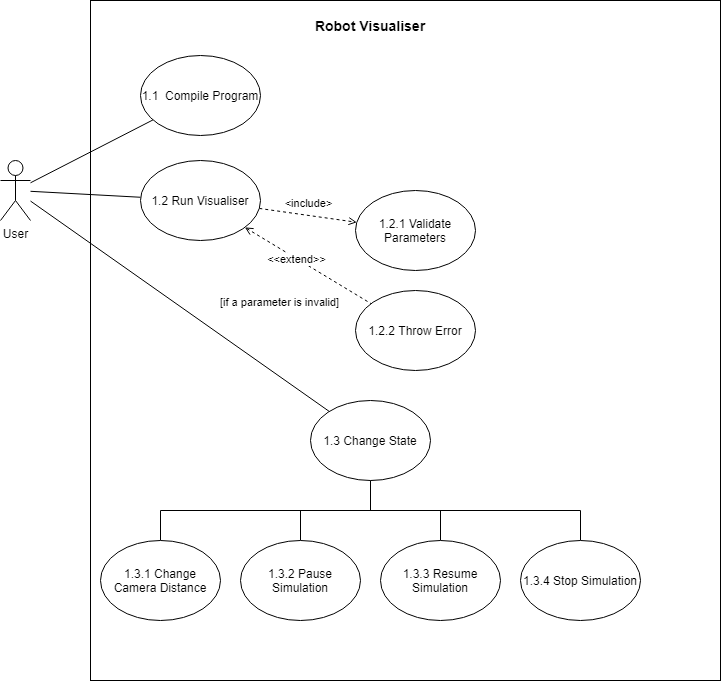 Robot Visualiser
1.1 Compile Program
1.2 Run Visualiser
<include>
1.2.1 Validate
Parameters
User
<<extend>>
[if a parameter is invalid]
1.2.2 Throw Error
1.3 Change State
1.3.1 Change
Camera Distance
1.3.2 Pause
Simulation
1.3.3 Resume
Simulation
1.3.4 Stop Simulation